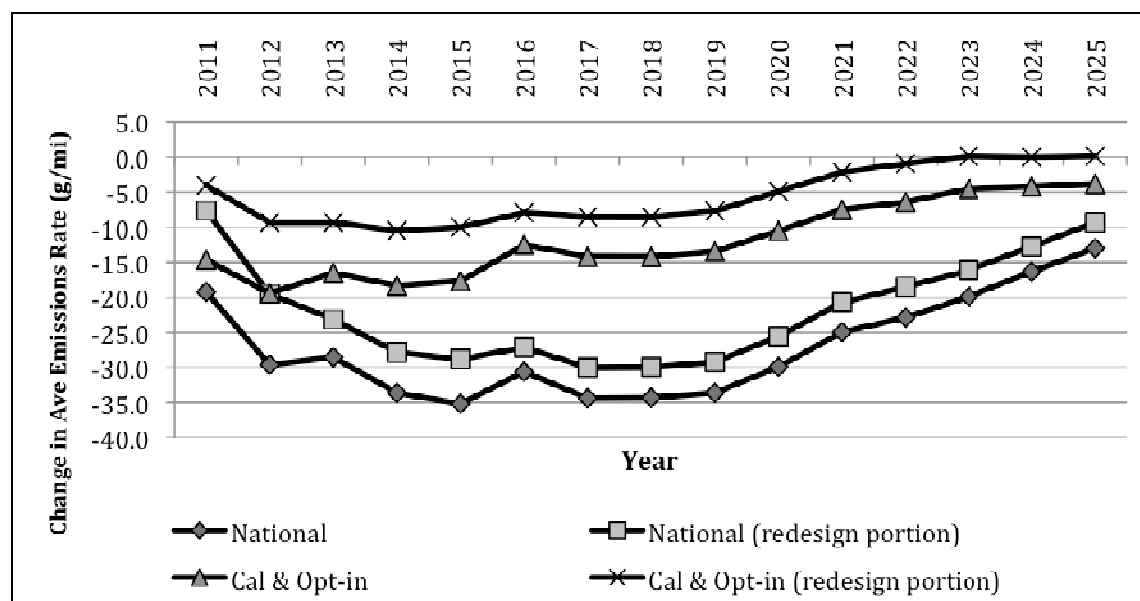 2011 2012 2013 2014 2015 2016 2017 2018 2019 2020 2021 2022 2023 2024 2025
Change in Ave Emissions Rate (g/mi)
5.0
0.0
-5.0
-10.0
-15.0
-20.0
-25.0
-30.0
-35.0
-40.0
Year
National
National (redesign portion)
Cal & Opt-in
Cal & Opt-in (redesign portion)